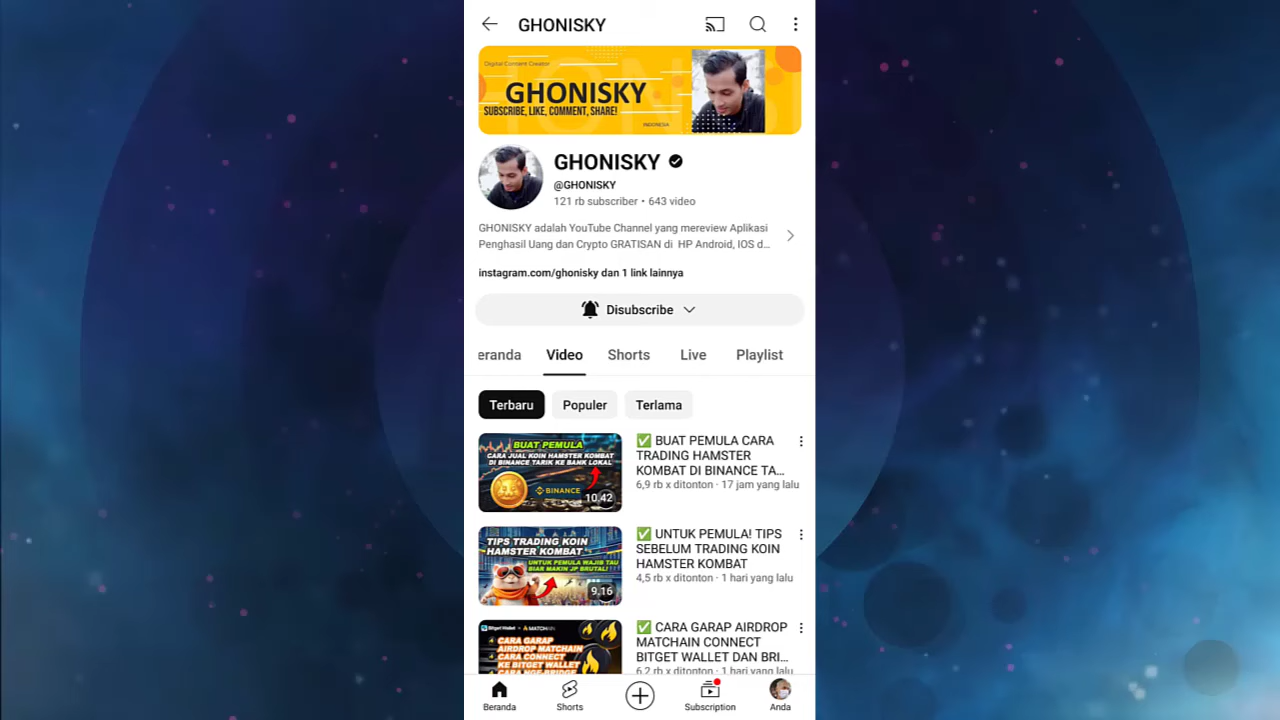 GHONISKY
Digital Content Creator
GHONISKY
SUBSCRIBE, LIKE, COMMENT, SHARE!
INDONESIA
GHONISKY
@GHONISKY
121 rb subscriber • 643 video
GHONISKY adalah YouTube Channel yang mereview Aplikasi
Penghasil Uang dan Crypto GRATISAN di HP Android, IOS d...
instagram.com/ghonisky dan 1 link lainnya
Disubscribe
eranda Video Shorts Live Playlist
Terbaru Populer Terlama
BUAT PEMULA
CARA JUAL KOIN HAMSTER KOMBAT
DI BINANCE TARIK KE BANK LOKAL
BINANCE
10.42
✅ BUAT PEMULA CARA
TRADING HAMSTER
KOMBAT DI BINANCE TA...
6,9 rb x ditonton · 17 jam yang lalu
TIPS TRADING KOIN
HAMSTER KOMBAT
UNTUK PEMULA WAJIB TAU
BIAR MAKIN JP BRUTAL!
9.16
✅ UNTUK PEMULA! TIPS
SEBELUM TRADING KOIN
HAMSTER KOMBAT
4,5 rb x ditonton · 1 hari yang lalu
Bitget Wallet × MATCHAIN
CARA GARAP
AIRDROP MATCHAIN
CARA CONNECT
KE BITGET WALLET
✅ CARA GARAP AIRDROP
MATCHAIN CONNECT
BITGET WALLET DAN BRI...
6,2 rb x ditonton · 1 hari yang lalu
Beranda Shorts Subscription Anda